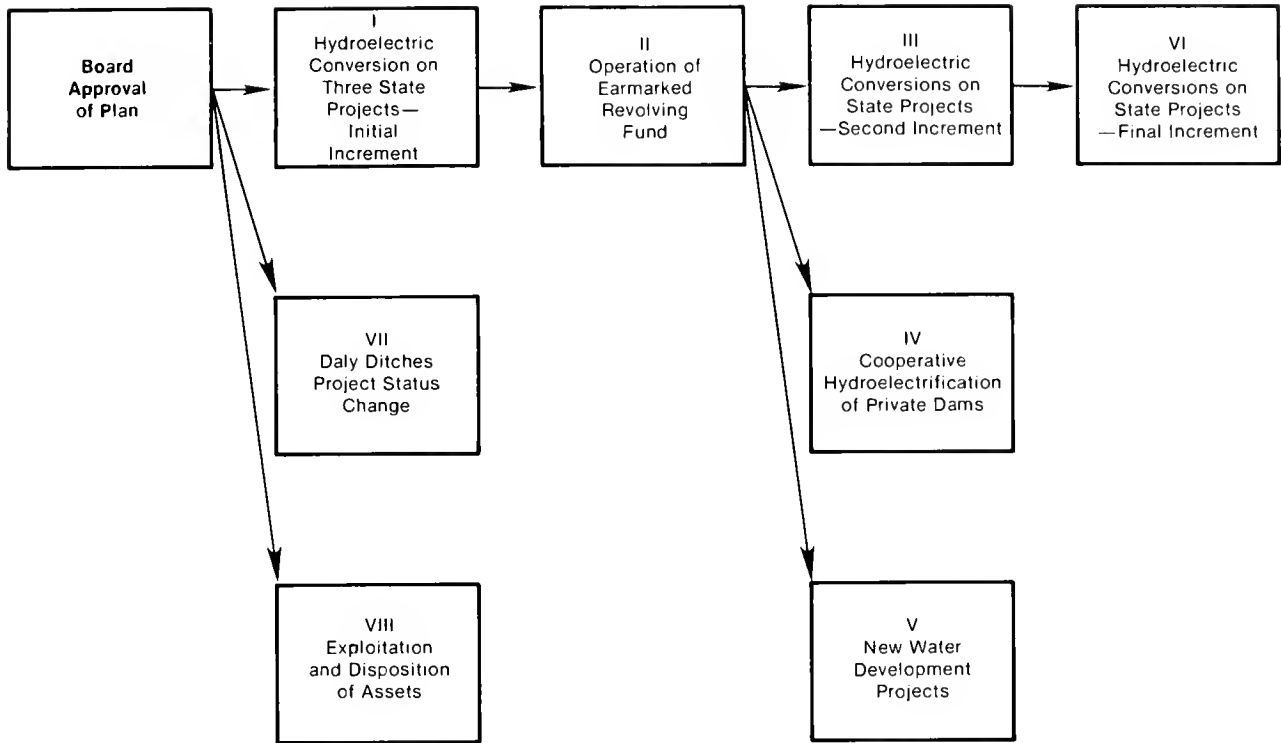 Board
Approval
of Plan
I
Hydroelectric
Conversion on
Three State
Projects—
Initial
Increment
II
Operation of
Earmarked
Revolving
Fund
III
Hydroelectric
Conversions on
State Projects
—Second Increment
VI
Hydroelectric
Conversions on
State Projects
—Final Increment
VII
Daly Ditches
Project Status
Change
IV
Cooperative
Hydroelectrification
of Private Dams
VIII
Exploitation
and Disposition
of Assets
V
New Water
Development
Projects